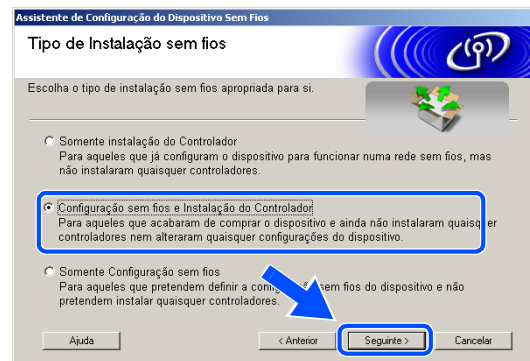 Assistente de Configuração do Dispositivo Sem Fios
Tipo de Instalação sem fios
Escolha o tipo de instalação sem fios apropriada para si.
Somente instalação do Controlador
Para aqueles que já configuram o dispositivo para funcionar numa rede sem fios, mas
não instalaram quaisquer controladores.
Configuração sem fios e Instalação do Controlador
Para aqueles que acabaram de comprar o dispositivo e ainda não instalaram quaisquer
controladores nem alteraram quaisquer configurações do dispositivo.
Somente Configuração sem fios
Para aqueles que pretendem definir a sem fios do dispositivo e não
pretendem instalar quaisquer controladores.
Ajuda
< Anterior
Seguinte >
Cancelar